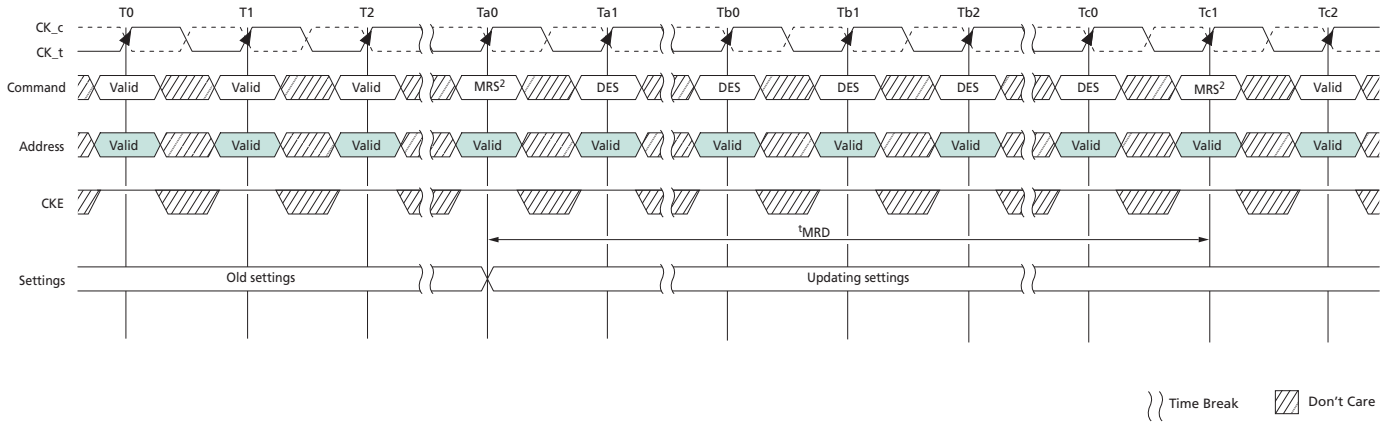 T0 T1 T2 Ta0 Ta1 Tb0 Tb1 Tb2 Tc0 Tc1 Tc2
CK_c
CK_t
Command Valid Valid Valid MRS² DES DES DES DES DES MRS² Valid
Address Valid Valid Valid Valid Valid Valid Valid Valid Valid Valid Valid
CKE
ᵗMRD
Settings Old settings Updating settings
Time Break Don't Care